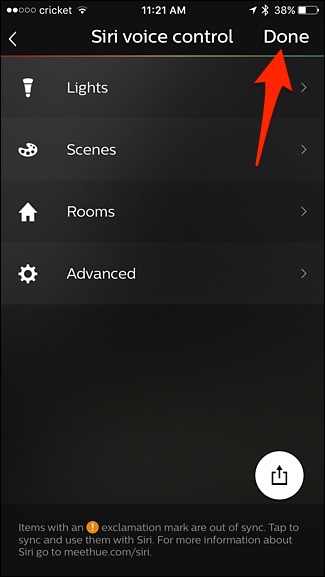 cricket 11:21 AM 38%
Siri voice control Done
Lights
Scenes
Rooms
Advanced
Items with an ! exclamation mark are out of sync. Tap to
sync and use them with Siri. For more information about
Siri go to meethue.com/siri.